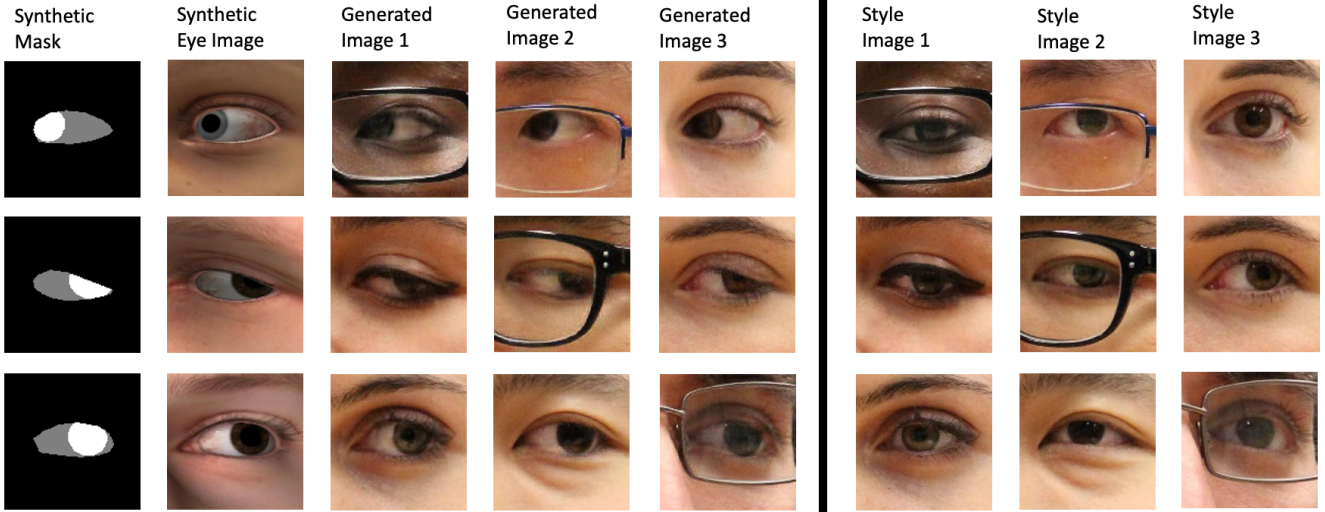 Synthetic
Mask
Synthetic
Eye Image
Generated
Image 1
Generated
Image 2
Generated
Image 3
Style
Image 1
Style
Image 2
Style
Image 3